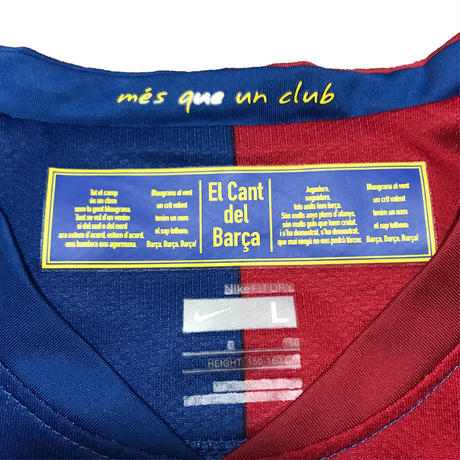 més que un club
Tot el camp
és un clam
som la gent blaugrana.
Tant se val d'on venim
si del sud o del nord
ara estem d'acord, estem d'acord,
una bandera ens agermana.
Blaugrana al vent
un crit valent
tenim un nom
el sap tothom:
Barça, Barça, Barça!
El Cant
del
Barça
Jugadors,
seguidors,
tots units fem força.
Són molts anys plens d'afanys,
són molts gols que hem cridat,
i s'ha demostrat, s'ha demostrat,
que mai ningú no ens podrà tòrcer.
Blaugrana al vent
un crit valent
tenim un nom
el sap tothom:
Barça, Barça, Barça!
NikeFITDRY
L
HEIGHT: